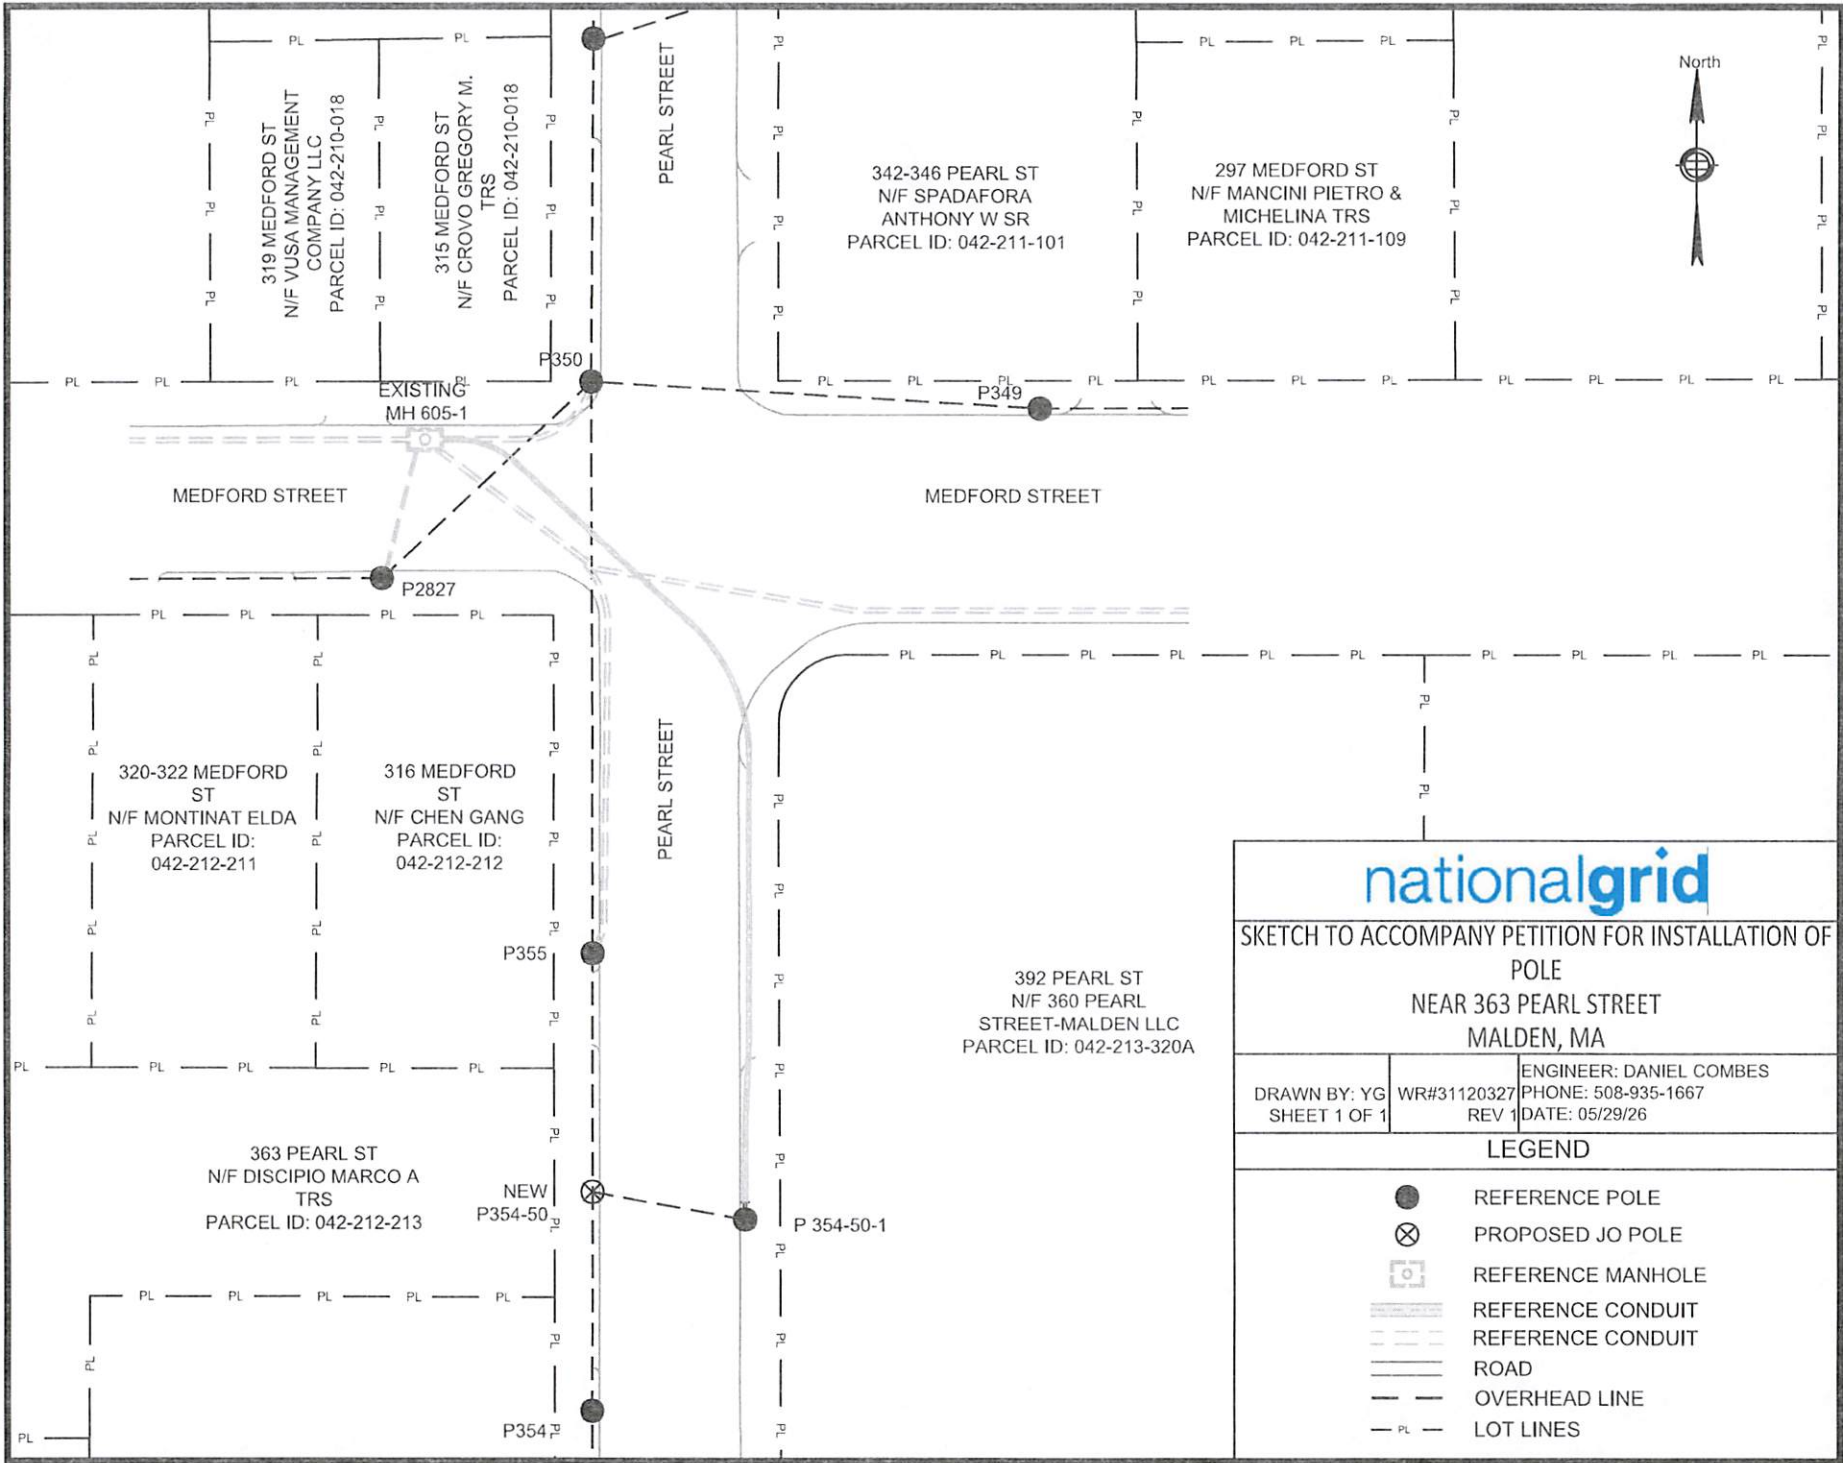 North
PEARL STREET
319 MEDFORD ST
N/F VUSA MANAGEMENT
COMPANY LLC
PARCEL ID: 042-210-018
315 MEDFORD ST
N/F CROVO GREGORY M.
TRS
PARCEL ID: 042-210-018
342-346 PEARL ST
N/F SPADAFORA
ANTHONY W SR
PARCEL ID: 042-211-101
297 MEDFORD ST
N/F MANCINI PIETRO &
MICHELINA TRS
PARCEL ID: 042-211-109
P350
EXISTING
MH 605-1
P349
MEDFORD STREET
MEDFORD STREET
P2827
320-322 MEDFORD
ST
N/F MONTINAT ELDA
PARCEL ID:
042-212-211
316 MEDFORD
ST
N/F CHEN GANG
PARCEL ID:
042-212-212
PEARL STREET
P355
392 PEARL ST
N/F 360 PEARL
STREET-MALDEN LLC
PARCEL ID: 042-213-320A
363 PEARL ST
N/F DISCIPIO MARCO A
TRS
PARCEL ID: 042-212-213
NEW
P354-50
P 354-50-1
P354
PL
nationalgrid
SKETCH TO ACCOMPANY PETITION FOR INSTALLATION OF
POLE
NEAR 363 PEARL STREET
MALDEN, MA
DRAWN BY: YG
SHEET 1 OF 1
WR#31120327
REV 1
ENGINEER: DANIEL COMBES
PHONE: 508-935-1667
DATE: 05/29/26
LEGEND
REFERENCE POLE
PROPOSED JO POLE
REFERENCE MANHOLE
REFERENCE CONDUIT
REFERENCE CONDUIT
ROAD
OVERHEAD LINE
PL LOT LINES